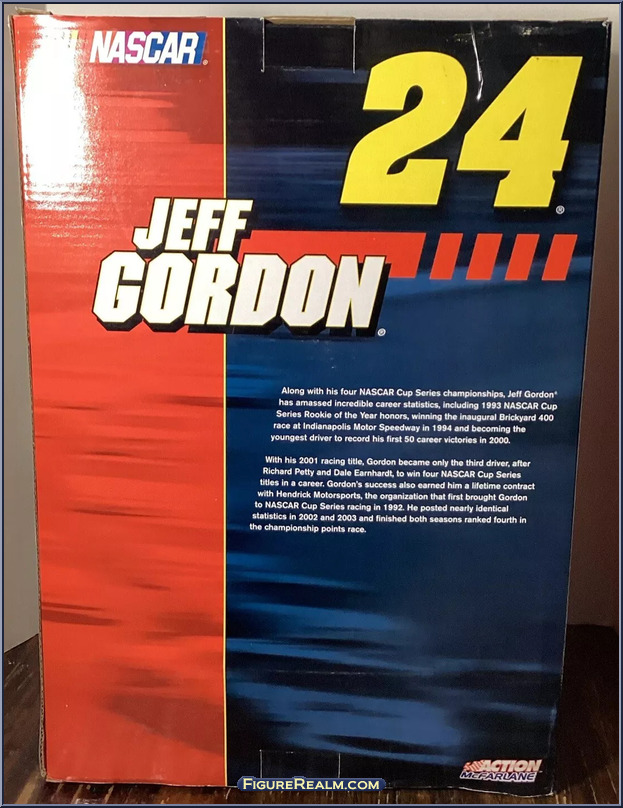 NASCAR®
24®
JEFF
GORDON®
Along with his four NASCAR Cup Series championships, Jeff Gordon®
has amassed incredible career statistics, including 1993 NASCAR Cup
Series Rookie of the Year honors, winning the inaugural Brickyard 400
race at Indianapolis Motor Speedway in 1994 and becoming the
youngest driver to record his first 50 career victories in 2000.
With his 2001 racing title, Gordon became only the third driver, after
Richard Petty and Dale Earnhardt, to win four NASCAR Cup Series
titles in a career. Gordon's success also earned him a lifetime contract
with Hendrick Motorsports, the organization that first brought Gordon
to NASCAR Cup Series racing in 1992. He posted nearly identical
statistics in 2002 and 2003 and finished both seasons ranked fourth in
the championship points race.
ACTION
McFARLANE
FigureRealm.com